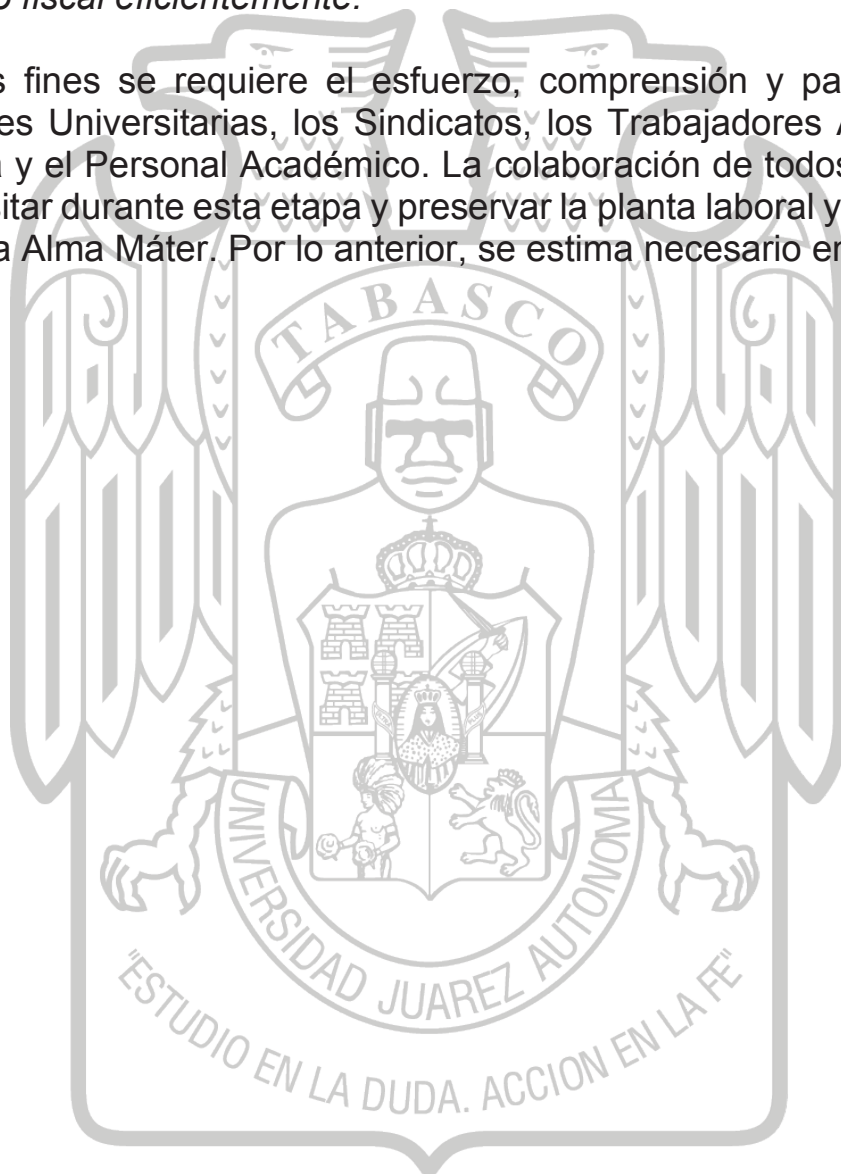 o fiscal eficientemente.
s fines se requiere el esfuerzo, comprensión y pa
es Universitarias, los Sindicatos, los Trabajadores A
a y el Personal Académico. La colaboración de todos
sitar durante esta etapa y preservar la planta laboral y
a Alma Máter. Por lo anterior, se estima necesario en
TABASCO
UNIVERSIDAD JUAREZ AUTONOMA
"ESTUDIO EN LA DUDA. ACCION EN LA FE"